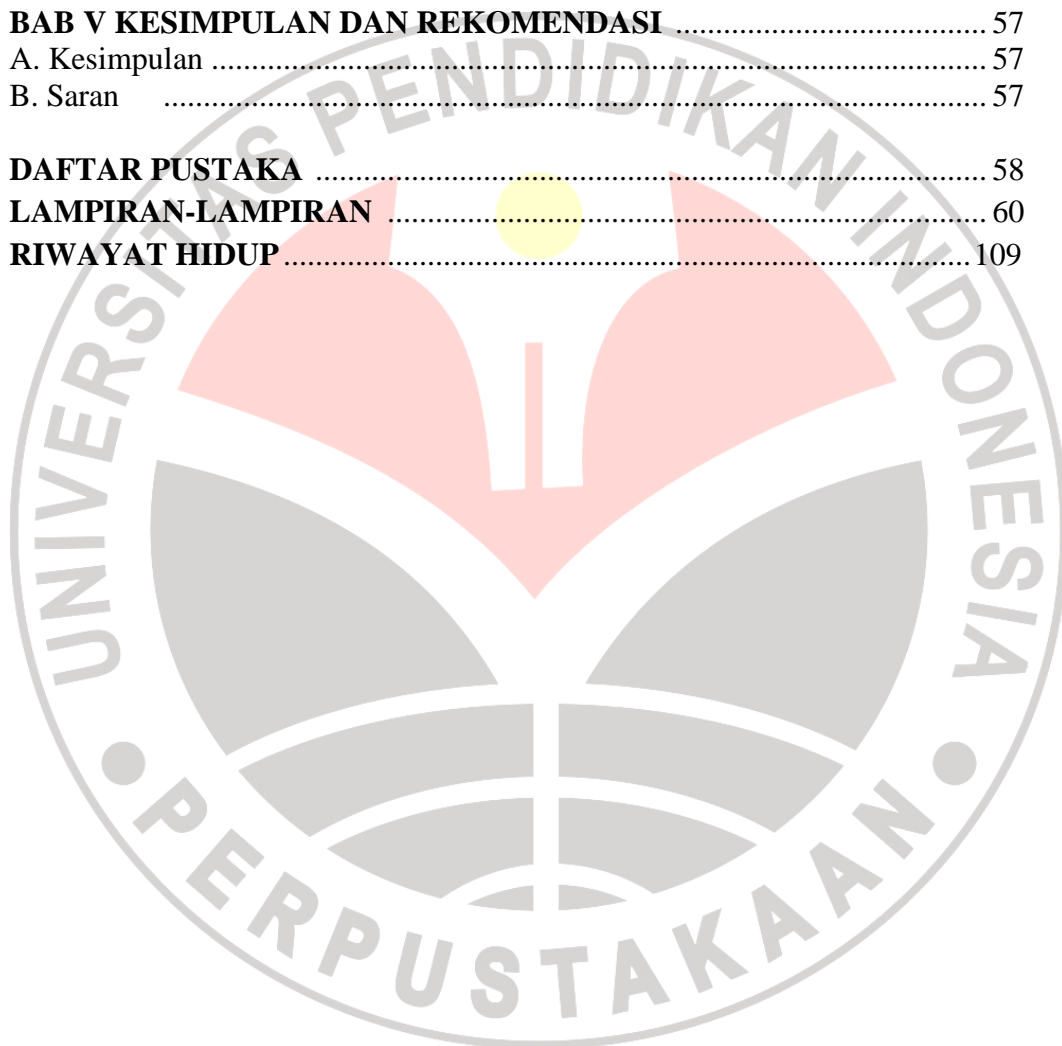 BAB V KESIMPULAN DAN REKOMENDASI ....................................... 57
A. Kesimpulan ................................................................................................. 57
B. Saran ....................................................................................................... 57
DAFTAR PUSTAKA .................................................................................... 58
LAMPIRAN-LAMPIRAN ........................................................................... 60
RIWAYAT HIDUP ...................................................................................... 109
UNIVERSITAS PENDIDIKAN INDONESIA
PERPUSTAKAAN